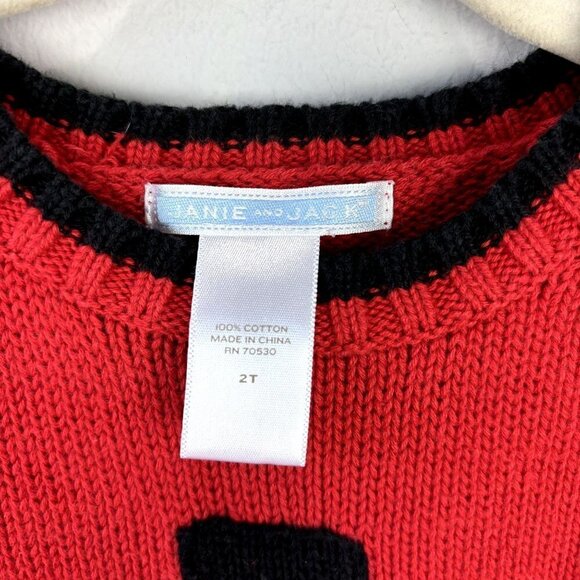 JANIE AND JACK
100% COTTON
MADE IN CHINA
RN 70530
2T